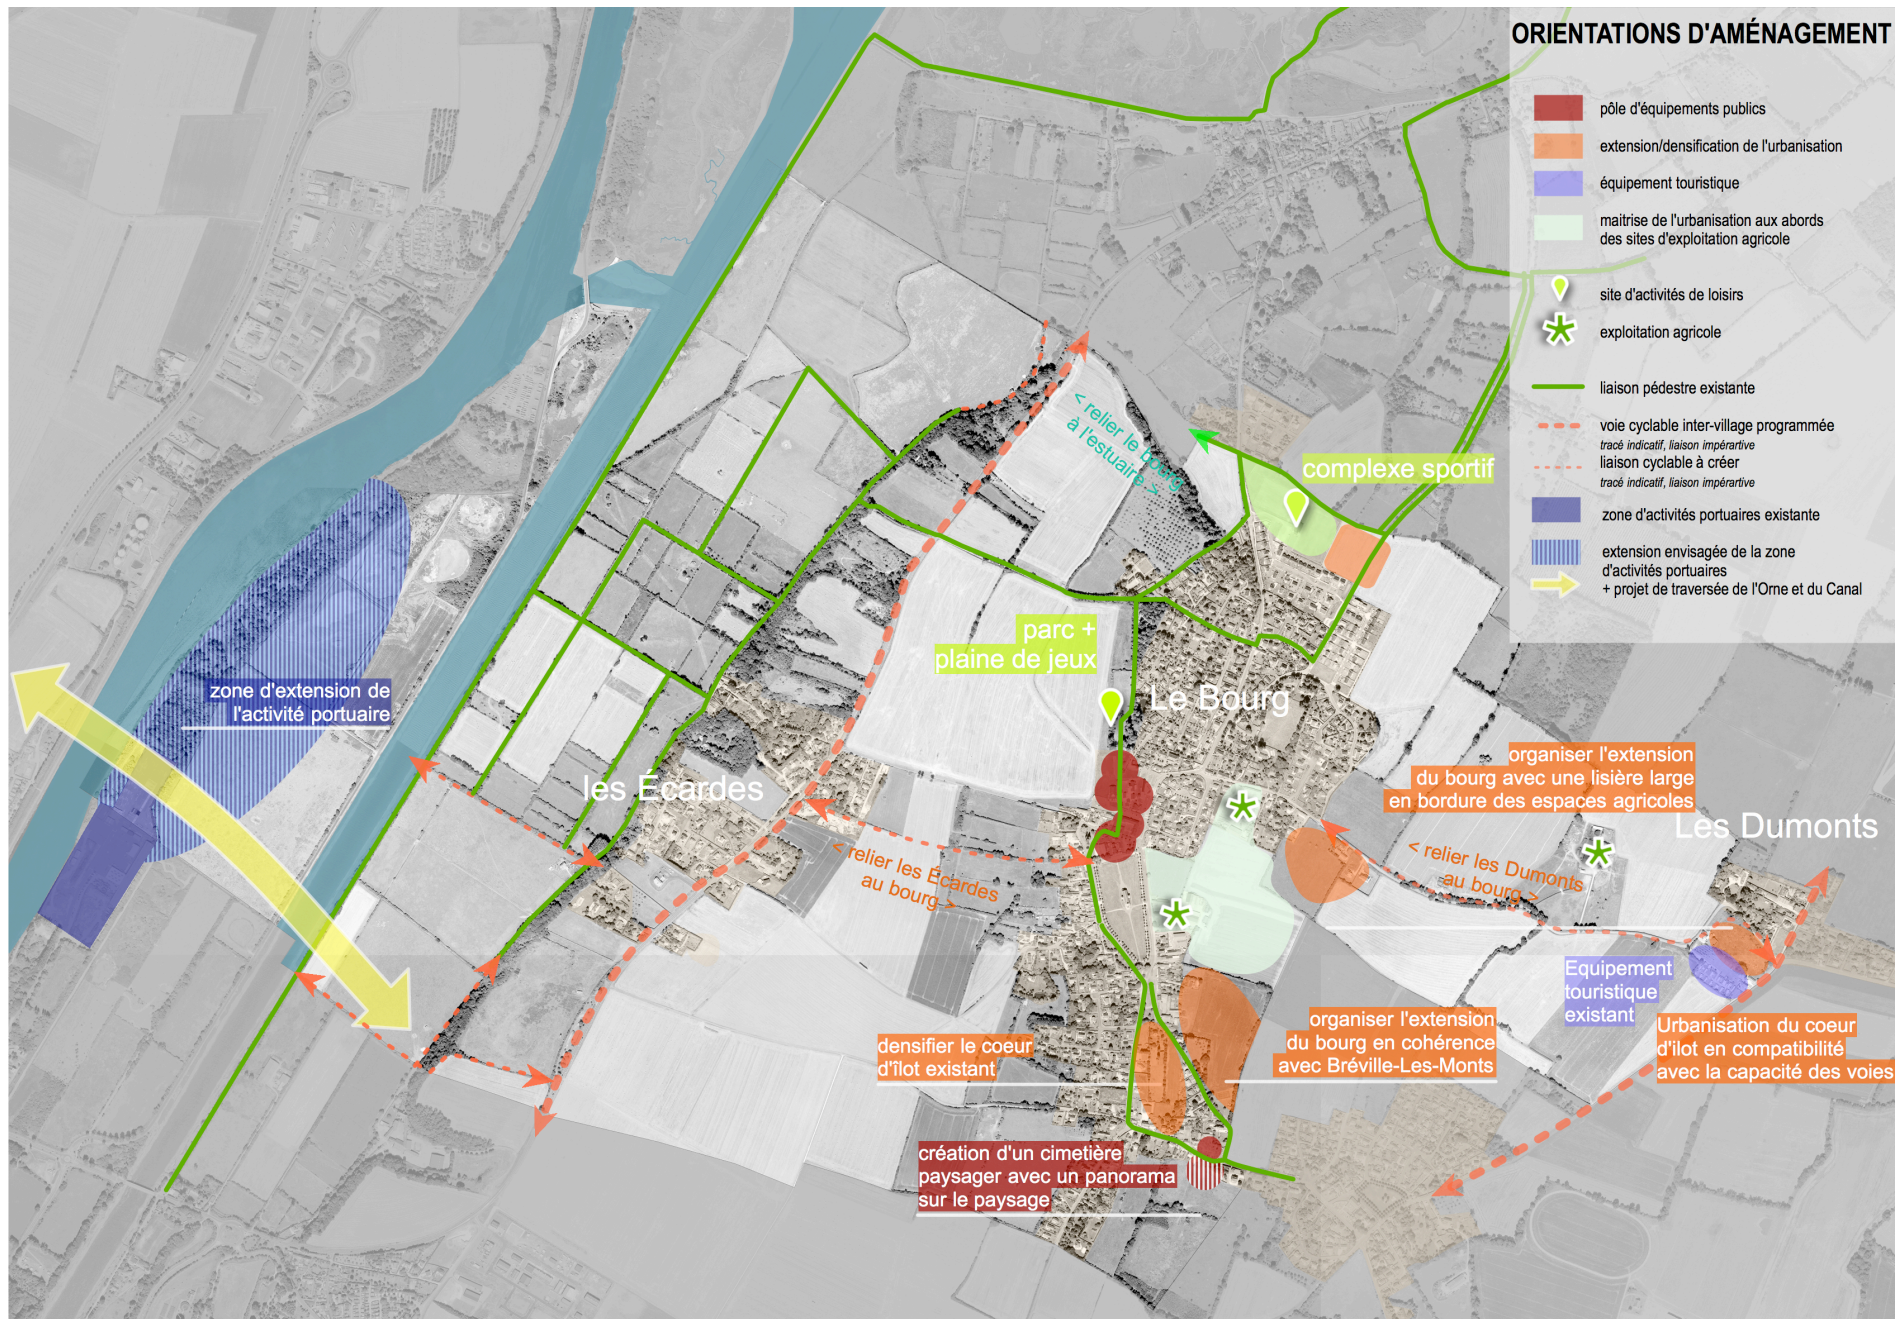 ORIENTATIONS D'AMÉNAGEMENT
pôle d'équipements publics
extension/densification de l'urbanisation
équipement touristique
maitrise de l'urbanisation aux abords
des sites d'exploitation agricole
site d'activités de loisirs
exploitation agricole
liaison pédestre existante
voie cyclable inter-village programmée
tracé indicatif, liaison impérartive
liaison cyclable à créer
tracé indicatif, liaison impérartive
zone d'activités portuaires existante
extension envisagée de la zone
d'activités portuaires
+ projet de traversée de l'Orne et du Canal
< relier le bourg
à l'estuaire >
complexe sportif
parc +
plaine de jeux
Le Bourg
zone d'extension de
l'activité portuaire
les Écardes
organiser l'extension
du bourg avec une lisière large
en bordure des espaces agricoles
Les Dumonts
< relier les Écardes
au bourg >
< relier les Dumonts
au bourg >
Equipement
touristique
existant
organiser l'extension
du bourg en cohérence
avec Bréville-Les-Monts
Urbanisation du coeur
d'ilot en compatibilité
avec la capacité des voies
densifier le coeur
d'îlot existant
création d'un cimetière
paysager avec un panorama
sur le paysage